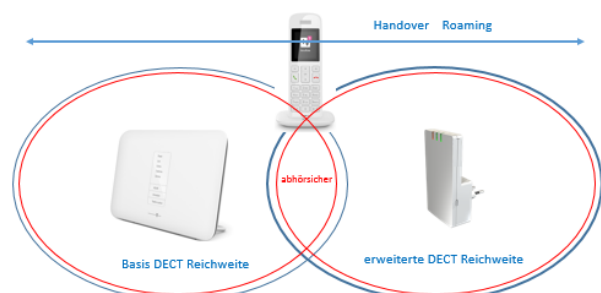 Handover Roaming
abhörsicher
Basis DECT Reichweite
erweiterte DECT Reichweite